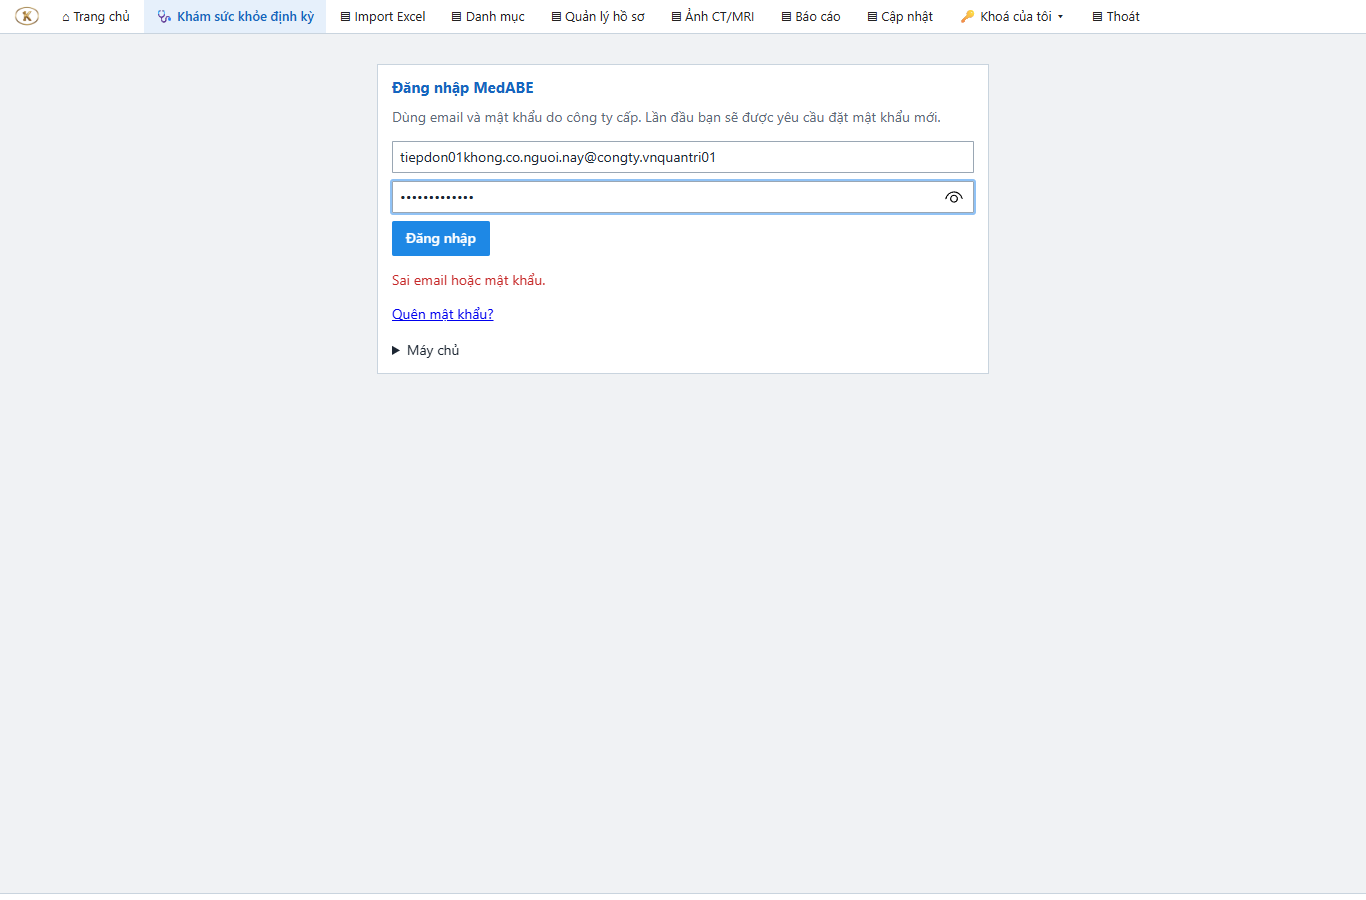 Trang chủ
Khám sức khỏe định kỳ
Import Excel
Danh mục
Quản lý hồ sơ
Ảnh CT/MRI
Báo cáo
Cập nhật
Khoá của tôi
Thoát
Đăng nhập MedABE
Dùng email và mật khẩu do công ty cấp. Lần đầu bạn sẽ được yêu cầu đặt mật khẩu mới.
tiepdon01khong.co.nguoi.nay@congty.vnquantri01
•••••••••••••
Đăng nhập
Sai email hoặc mật khẩu.
Quên mật khẩu?
Máy chủ